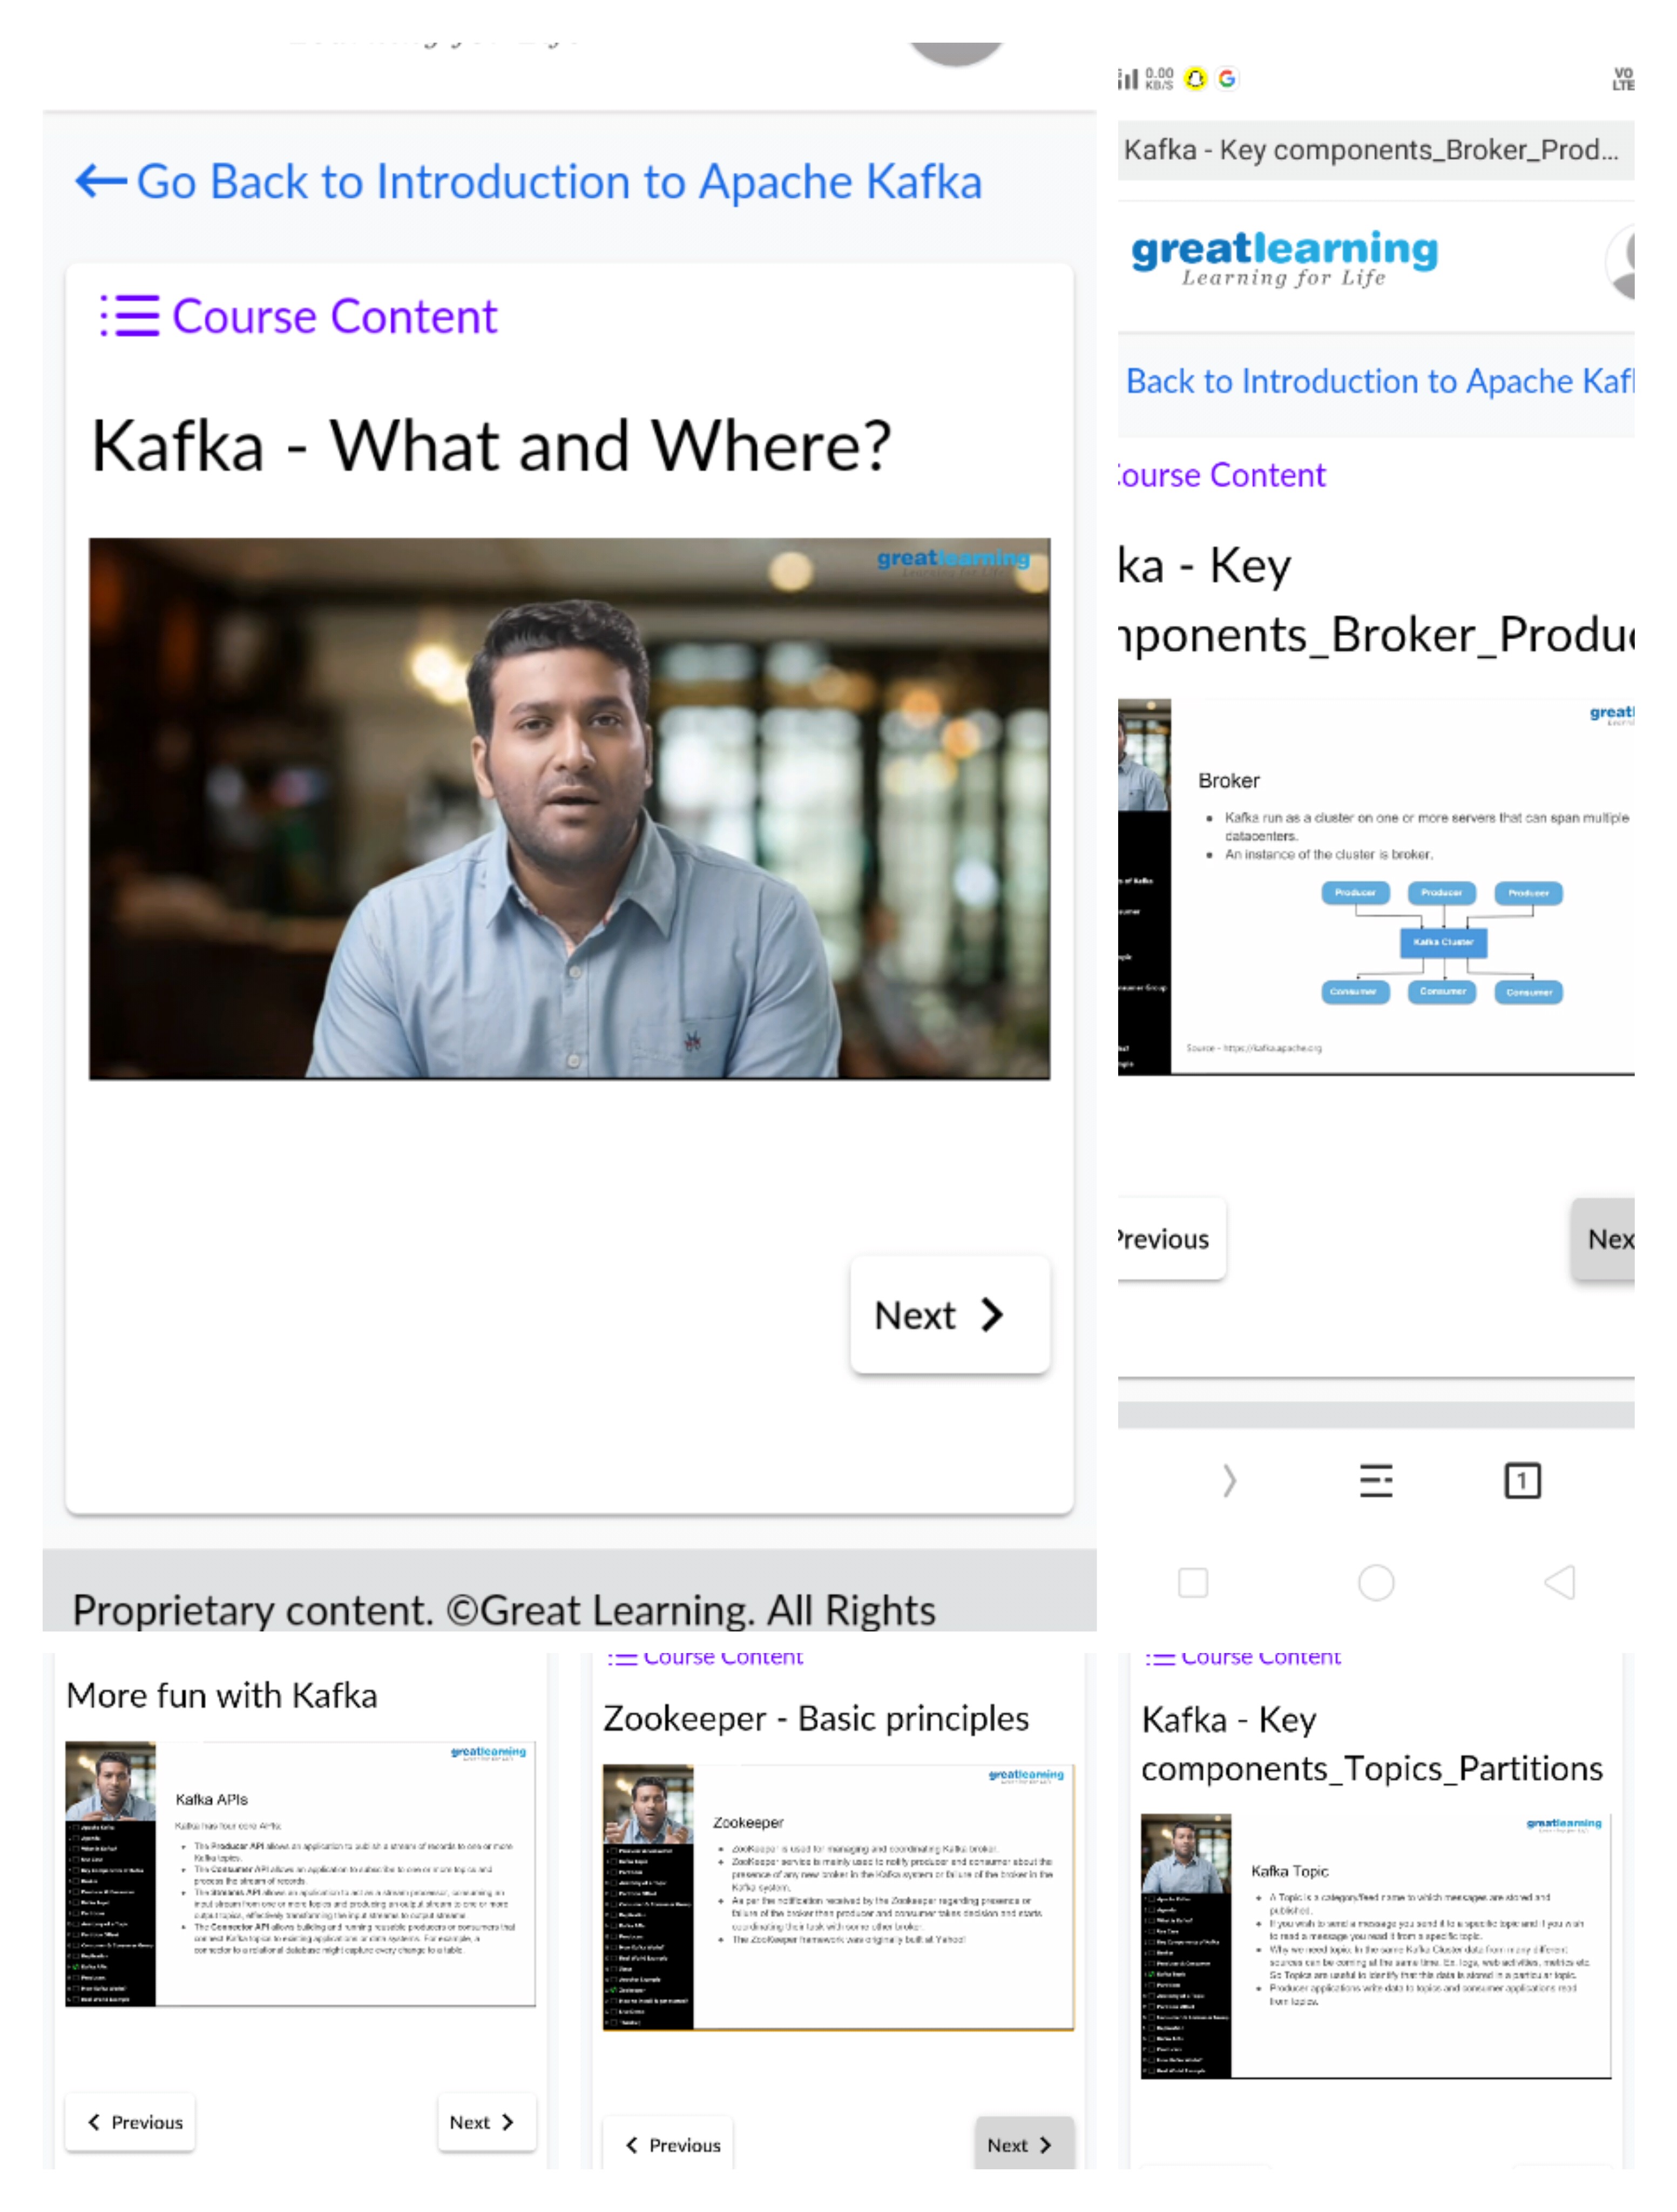 Go Back to Introduction to Apache Kafka
Course Content
Kafka - What and Where?
greatlearning
Learning for Life
Next
Proprietary content. ©Great Learning. All Rights
0.00
KB/S
VO
LTE
Kafka - Key components_Broker_Prod...
greatlearning
Learning for Life
Back to Introduction to Apache Kaf
ourse Content
ka - Key
ponents_Broker_Produ
great
Broker
Kafka run as a cluster on one or more servers that can span multiple
datacenters.
An instance of the cluster is broker.
Producer Producer Producer
Kafka Cluster
Consumer Consumer Consumer
Source - https://kafka.apache.org
Previous
Nex
1
More fun with Kafka
greatlearning
Kafka APIs
Kafka has four core APIs:
The Producer API allows an application to publish a stream of records to one or more
Kafka topics.
The Consumer API allows an application to subscribe to one or more topics and
process the stream of records.
The Streams API allows an application to act as a stream processor, consuming an
input stream from one or more topics and producing an output stream to one or more
output topics, effectively transforming the input streams to output streams.
The Connector API allows building and running reusable producers or consumers that
connect Kafka topics to existing applications or data systems. For example, a
connector to a relational database might capture every change to a table.
Previous
Next
Course Content
Zookeeper - Basic principles
greatlearning
Zookeeper
ZooKeeper is used for managing and coordinating Kafka broker.
ZooKeeper service is mainly used to notify producer and consumer about the
presence of any new broker in the Kafka system or failure of the broker in the
Kafka system.
As per the notification received by the Zookeeper regarding presence or
failure of the broker then producer and consumer takes decision and starts
coordinating their task with some other broker.
The ZooKeeper framework was originally built at Yahoo!
Previous
Next
Course Content
Kafka - Key
components_Topics_Partitions
greatlearning
Kafka Topic
A Topic is a category/feed name to which messages are stored and
published.
If you wish to send a message you send it to a specific topic and if you wish
to read a message you read it from a specific topic.
Why we need topic: In the same Kafka Cluster data from many different
sources can be coming at the same time. Ex. logs, web activities, metrics etc.
So Topics are useful to identify that this data is stored in a particular topic.
Producer applications write data to topics and consumer applications read
from topics.